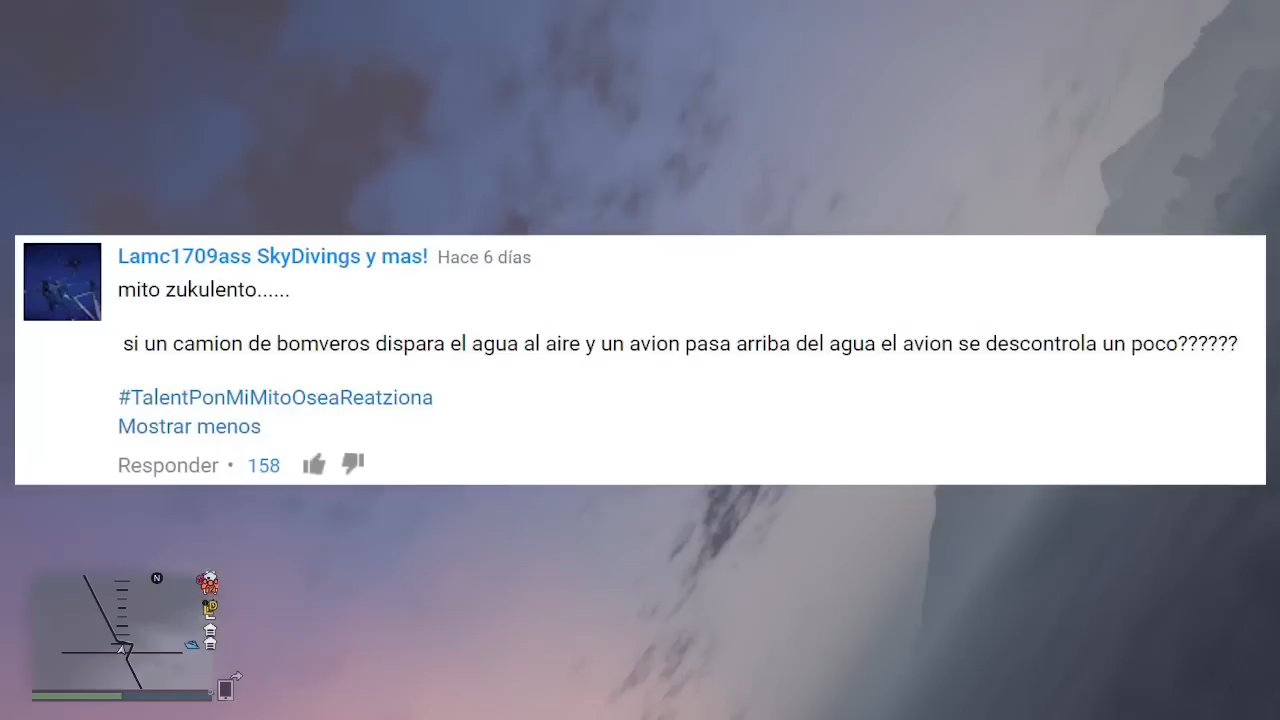 Lamc1709ass SkyDivings y mas! Hace 6 días
mito zukulento......
si un camion de bomveros dispara el agua al aire y un avion pasa arriba del agua el avion se descontrola un poco??????
#TalentPonMiMitoOseaReatziona
Mostrar menos
Responder • 158
N